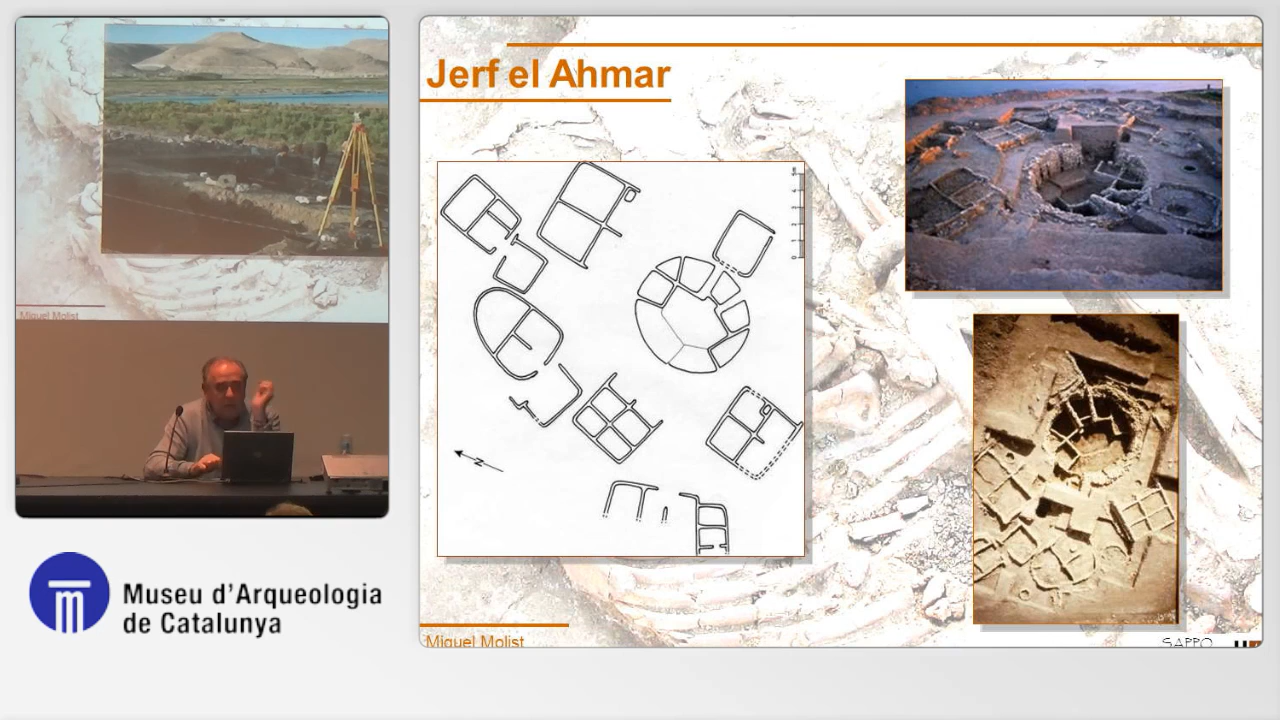 Jerf el Ahmar
N
Miguel Molist
Miguel Molist
SAPPO
Museu d'Arqueologia
de Catalunya